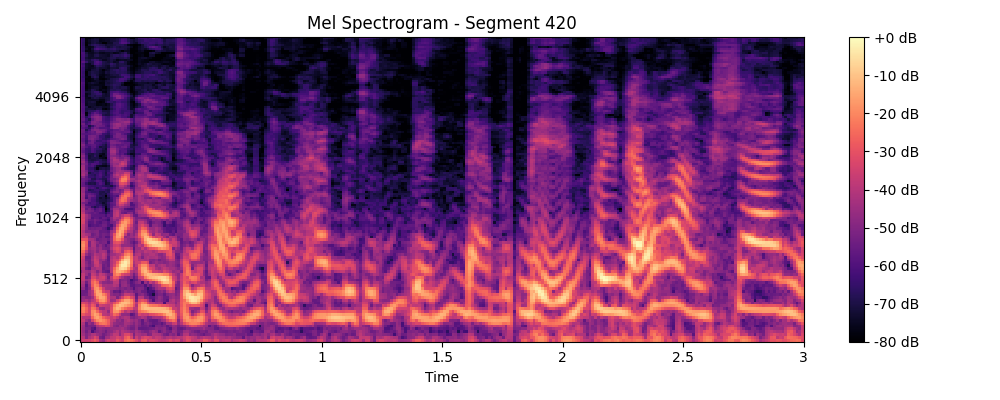 Mel Spectrogram - Segment 420
+0 dB
-10 dB
-20 dB
-30 dB
-40 dB
-50 dB
-60 dB
-70 dB
-80 dB
4096
2048
1024
512
0
Frequency
0
0.5
1
1.5
2
2.5
3
Time